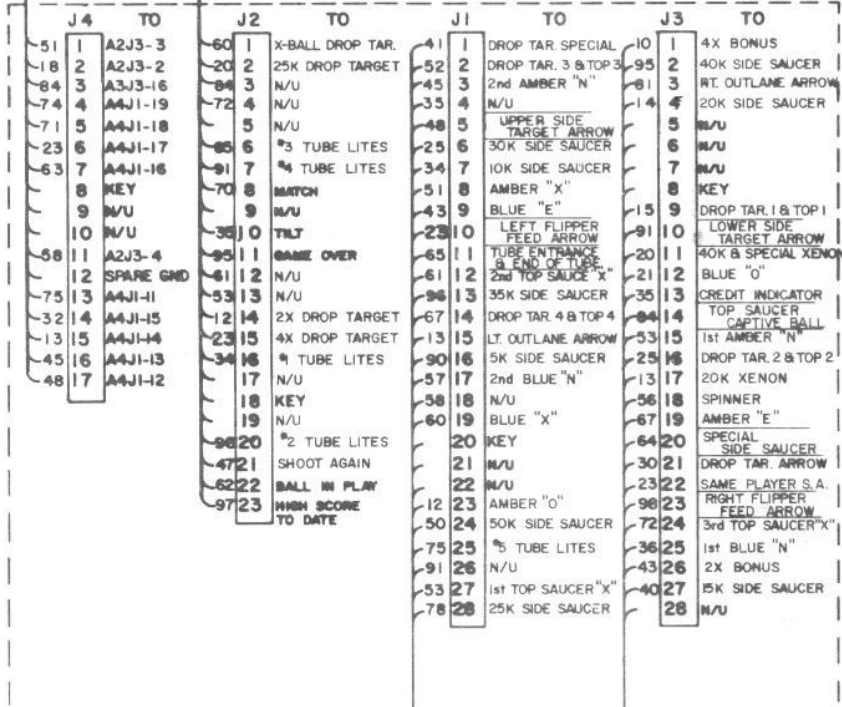 J4 TO
51 1 A2J3-3
18 2 A2J3-2
84 3 A3J3-16
74 4 A4J1-19
71 5 A4J1-18
23 6 A4J1-17
63 7 A4J1-16
8 KEY
9 N/U
10 N/U
58 11 A2J3-4
12 SPARE GND
75 13 A4J1-11
32 14 A4J1-15
13 15 A4J1-14
45 16 A4J1-13
48 17 A4J1-12
J2 TO
60 1 X-BALL DROP TAR.
20 2 25K DROP TARGET
84 3 N/U
72 4 N/U
5 N/U
85 6 #3 TUBE LITES
91 7 #4 TUBE LITES
70 8 MATCH
9 N/U
35 10 TILT
95 11 GAME OVER
61 12 N/U
53 13 N/U
12 14 2X DROP TARGET
23 15 4X DROP TARGET
34 16 #1 TUBE LITES
17 N/U
18 KEY
19 N/U
98 20 #2 TUBE LITES
47 21 SHOOT AGAIN
62 22 BALL IN PLAY
97 23 HIGH SCORE
TO DATE
J1 TO
41 1 DROP TAR. SPECIAL
52 2 DROP TAR. 3 & TOP 3
45 3 2nd AMBER "N"
35 4 N/U
48 5 UPPER SIDE
TARGET ARROW
25 6 30K SIDE SAUCER
34 7 10K SIDE SAUCER
51 8 AMBER "X"
43 9 BLUE "E"
23 10 LEFT FLIPPER
FEED ARROW
65 11 TUBE ENTRANCE
& END OF TUBE
61 12 2nd TOP SAUCE "X"
96 13 35K SIDE SAUCER
67 14 DROP TAR. 4 & TOP 4
13 15 LT. OUTLANE ARROW
90 16 5K SIDE SAUCER
57 17 2nd BLUE "N"
58 18 N/U
60 19 BLUE "X"
20 KEY
21 N/U
22 N/U
12 23 AMBER "O"
50 24 50K SIDE SAUCER
75 25 #5 TUBE LITES
91 26 N/U
53 27 1st TOP SAUCER "X"
78 28 25K SIDE SAUCER
J3 TO
10 1 4X BONUS
95 2 40K SIDE SAUCER
81 3 RT. OUTLANE ARROW
14 4 20K SIDE SAUCER
5 N/U
6 N/U
7 N/U
8 KEY
15 9 DROP TAR. 1 & TOP 1
91 10 LOWER SIDE
TARGET ARROW
20 11 40K & SPECIAL XENON
21 12 BLUE "O"
35 13 CREDIT INDICATOR
84 14 TOP SAUCER
CAPTIVE BALL
53 15 1st AMBER "N"
25 16 DROP TAR. 2 & TOP 2
13 17 20K XENON
56 18 SPINNER
67 19 AMBER "E"
64 20 SPECIAL
SIDE SAUCER
30 21 DROP TAR. ARROW
23 22 SAME PLAYER S.A.
98 23 RIGHT FLIPPER
FEED ARROW
72 24 3rd TOP SAUCER "X"
36 25 1st BLUE "N"
43 26 2X BONUS
40 27 15K SIDE SAUCER
28 N/U